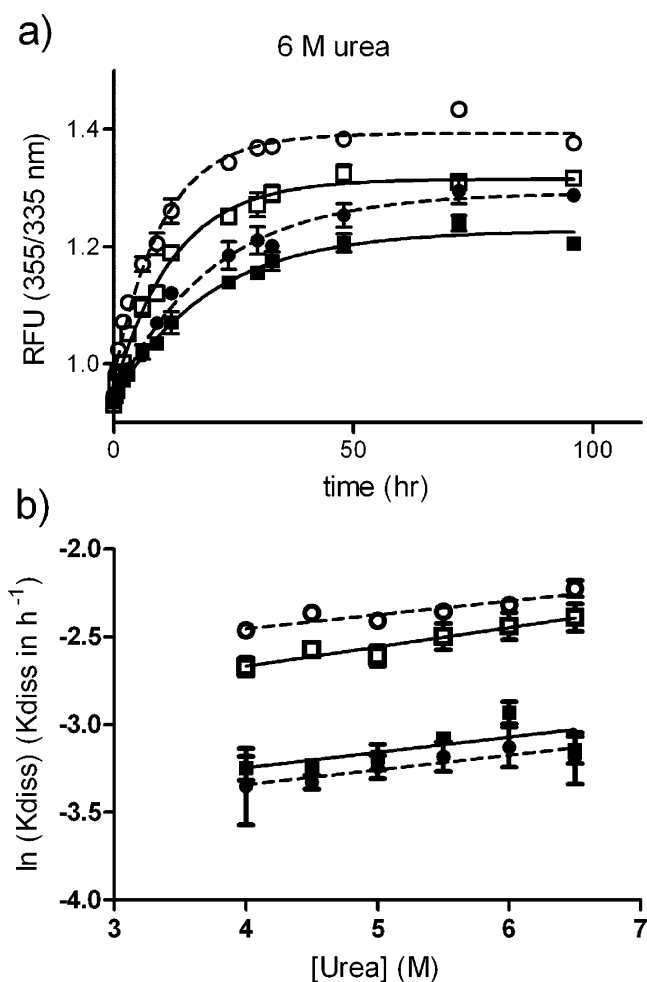 a)
6 M urea
RFU (355/335 nm)
1.4
1.2
1.0
0
50
100
time (hr)
b)
ln (Kdiss) (Kdiss in h⁻¹)
-2.0
-2.5
-3.0
-3.5
-4.0
3
4
5
6
7
[Urea] (M)